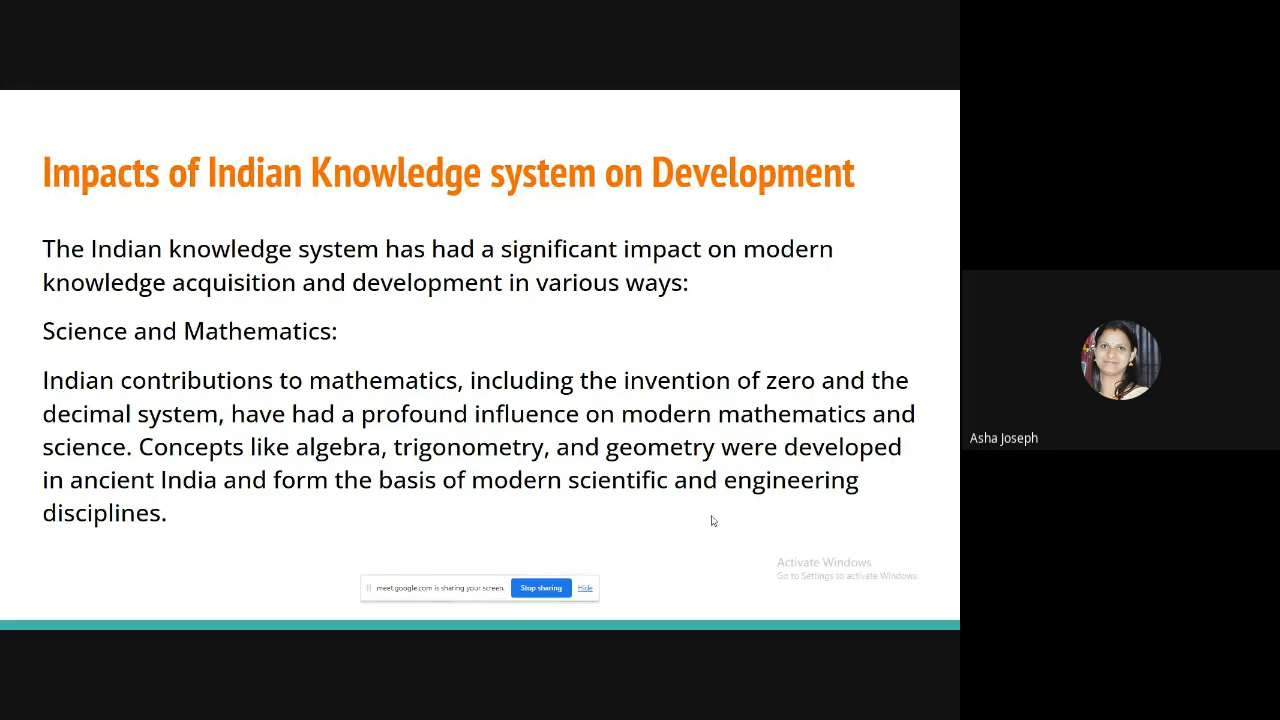 Impacts of Indian Knowledge system on Development
The Indian knowledge system has had a significant impact on modern
knowledge acquisition and development in various ways:
Science and Mathematics:
Indian contributions to mathematics, including the invention of zero and the
decimal system, have had a profound influence on modern mathematics and
science. Concepts like algebra, trigonometry, and geometry were developed
in ancient India and form the basis of modern scientific and engineering
disciplines.
Activate Windows
Go to Settings to activate Windows.
meet.google.com is sharing your screen. Stop sharing Hide
Asha Joseph